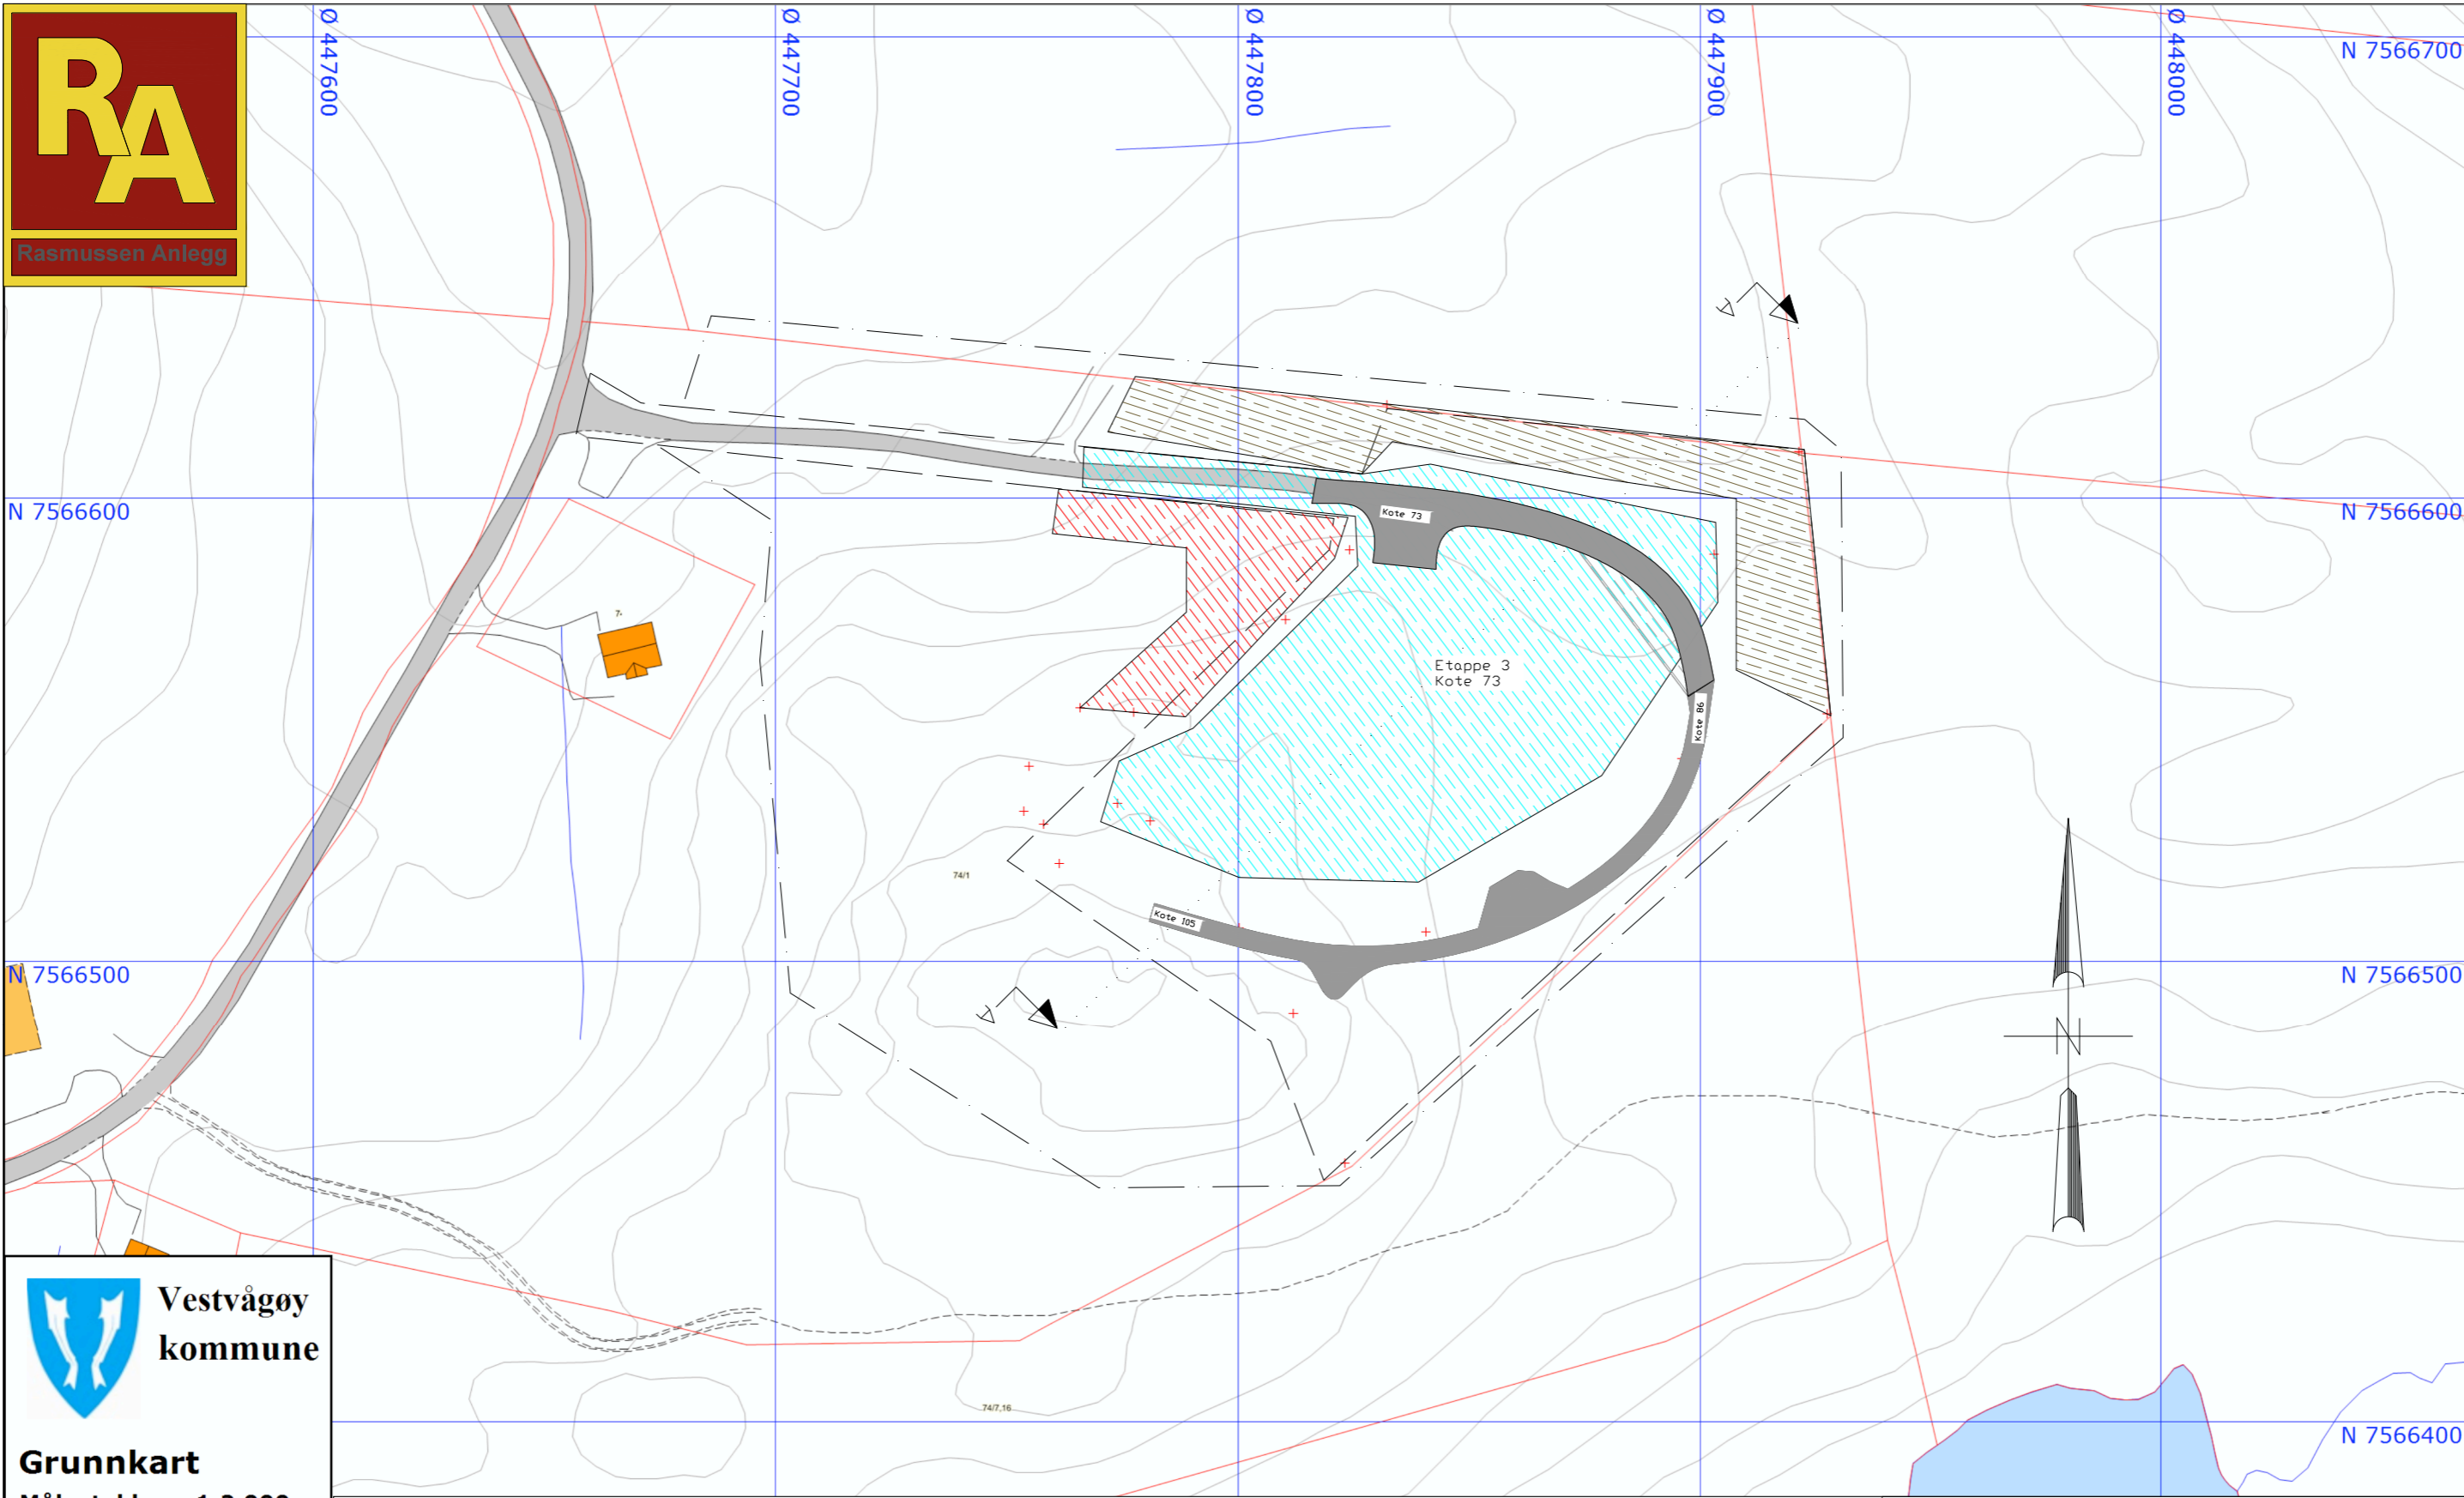 RA
Rasmussen Anlegg
Ø 447600
Ø 447700
Ø 447800
Ø 447900
Ø 448000
N 7566700
N 7566600
N 7566600
Kote 73
7-
Etappe 3
Kote 73
Kote 86
74/1
Kote 105
N 7566500
N 7566500
A
A
N
Vestvågøy
kommune
74/7,16
N 7566400
Grunnkart